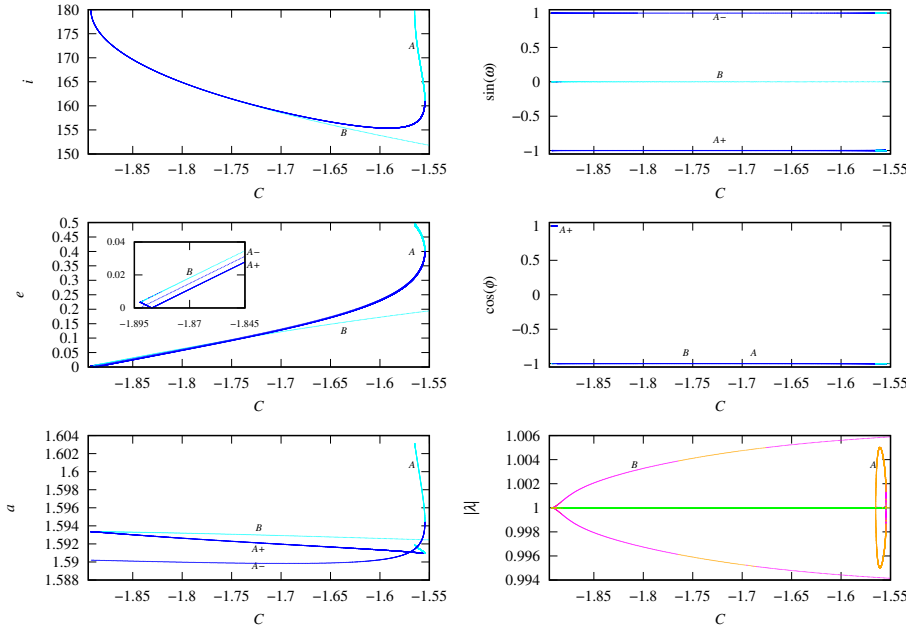 180
175
170
165
160
155
150
i
A
B
−1.85 −1.8 −1.75 −1.7 −1.65 −1.6 −1.55
C
1
0.5
0
−0.5
−1
sin(ω)
A−
B
A+
−1.85 −1.8 −1.75 −1.7 −1.65 −1.6 −1.55
C
0.5
0.45
0.4
0.35
0.3
0.25
0.2
0.15
0.1
0.05
0
e
0.04
0.02
0
B
A−
A+
−1.895 −1.87 −1.845
A
B
−1.85 −1.8 −1.75 −1.7 −1.65 −1.6 −1.55
C
1
0.5
0
−0.5
−1
cos(ϕ)
A+
B A
−1.85 −1.8 −1.75 −1.7 −1.65 −1.6 −1.55
C
1.604
1.602
1.6
1.598
1.596
1.594
1.592
1.59
1.588
a
A
B
A+
A−
−1.85 −1.8 −1.75 −1.7 −1.65 −1.6 −1.55
C
1.006
1.004
1.002
1
0.998
0.996
0.994
|λ|
B
A
−1.85 −1.8 −1.75 −1.7 −1.65 −1.6 −1.55
C